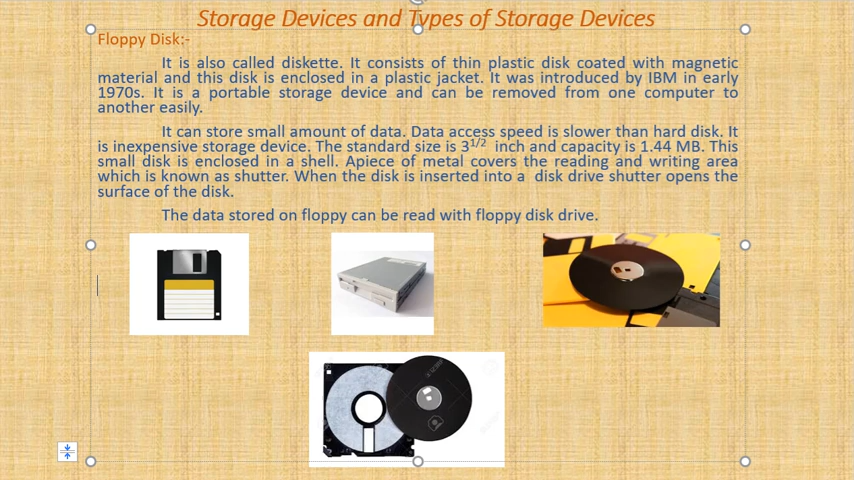 Storage Devices and Types of Storage Devices
Floppy Disk:-
It is also called diskette. It consists of thin plastic disk coated with magnetic
material and this disk is enclosed in a plastic jacket. It was introduced by IBM in early
1970s. It is a portable storage device and can be removed from one computer to
another easily.
It can store small amount of data. Data access speed is slower than hard disk. It
is inexpensive storage device. The standard size is 3^1/2 inch and capacity is 1.44 MB. This
small disk is enclosed in a shell. Apiece of metal covers the reading and writing area
which is known as shutter. When the disk is inserted into a disk drive shutter opens the
surface of the disk.
The data stored on floppy can be read with floppy disk drive.